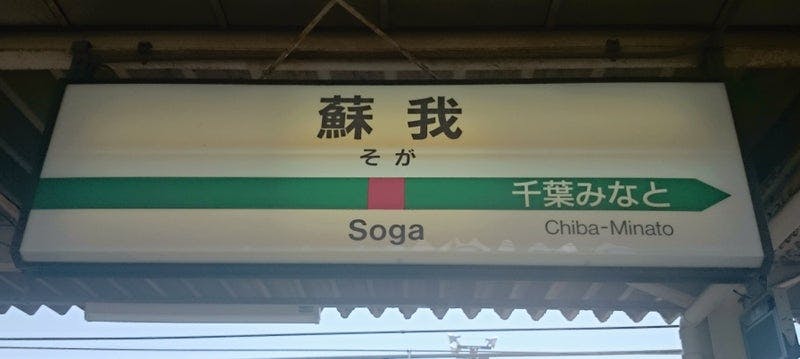 蘇我
そが
千葉みなと
Soga
Chiba-Minato